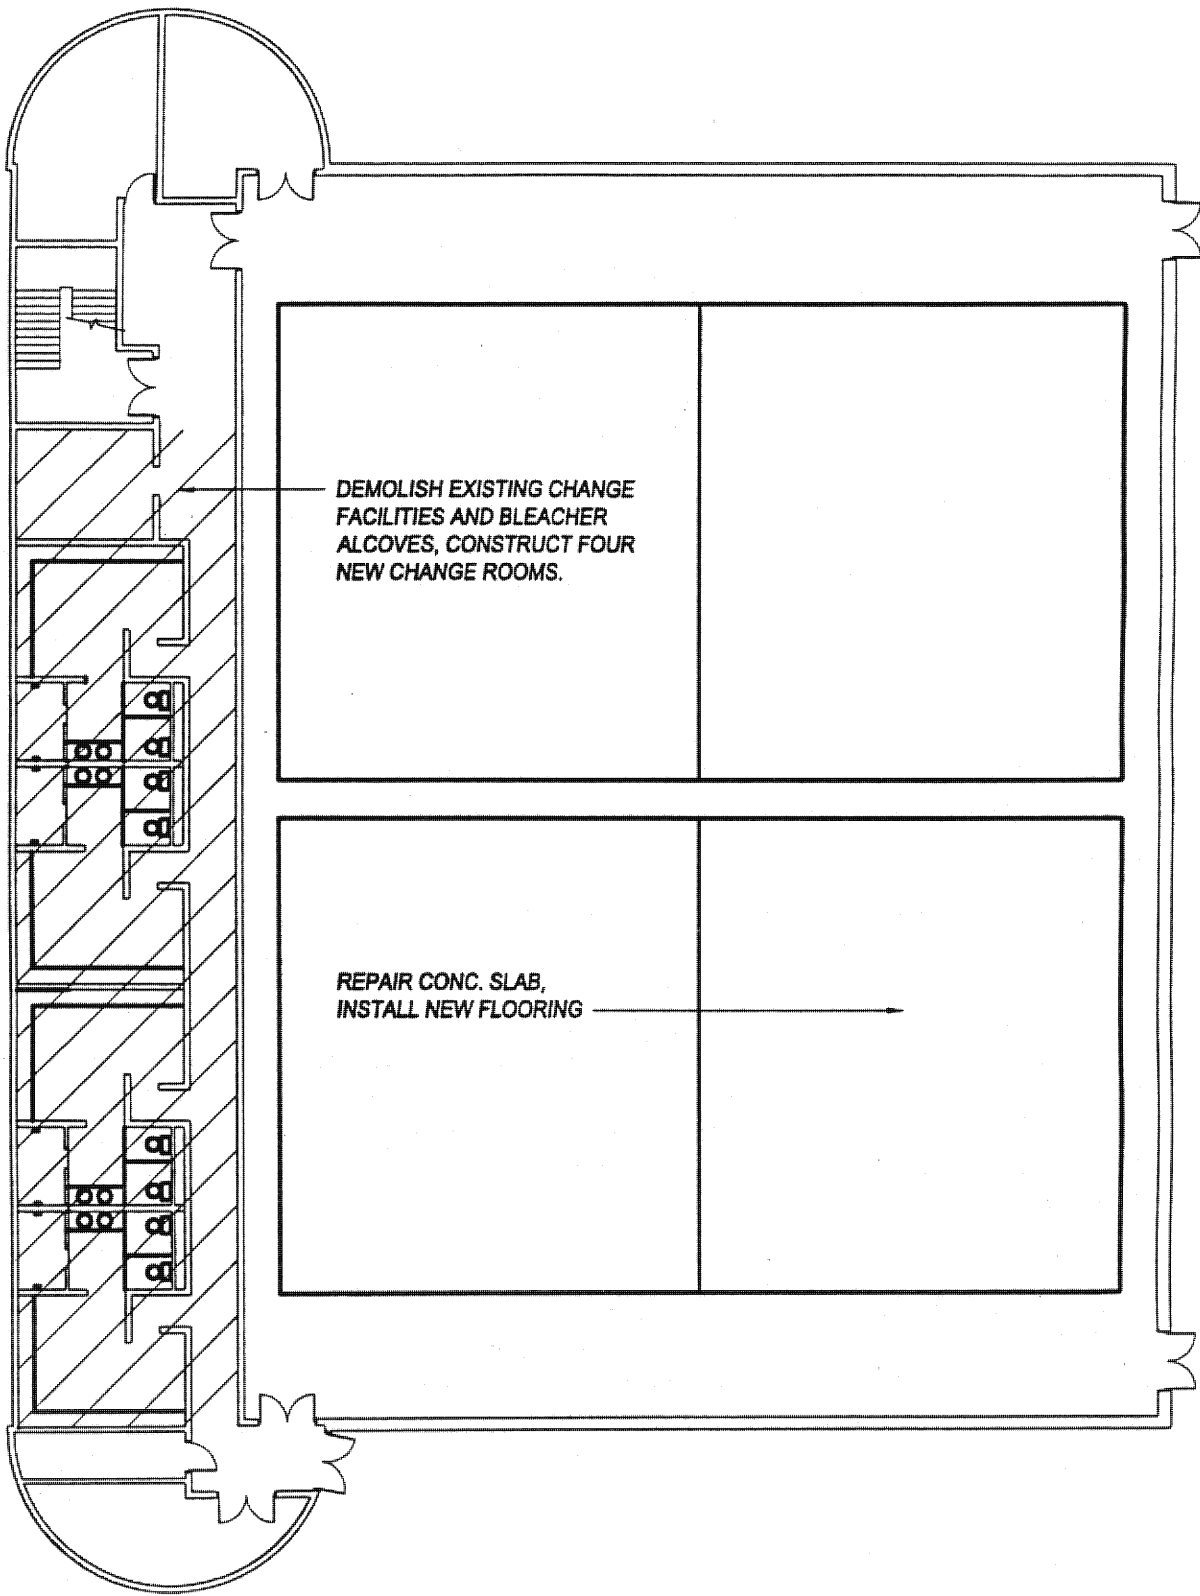 DEMOLISH EXISTING CHANGE
FACILITIES AND BLEACHER
ALCOVES, CONSTRUCT FOUR
NEW CHANGE ROOMS.
REPAIR CONC. SLAB,
INSTALL NEW FLOORING